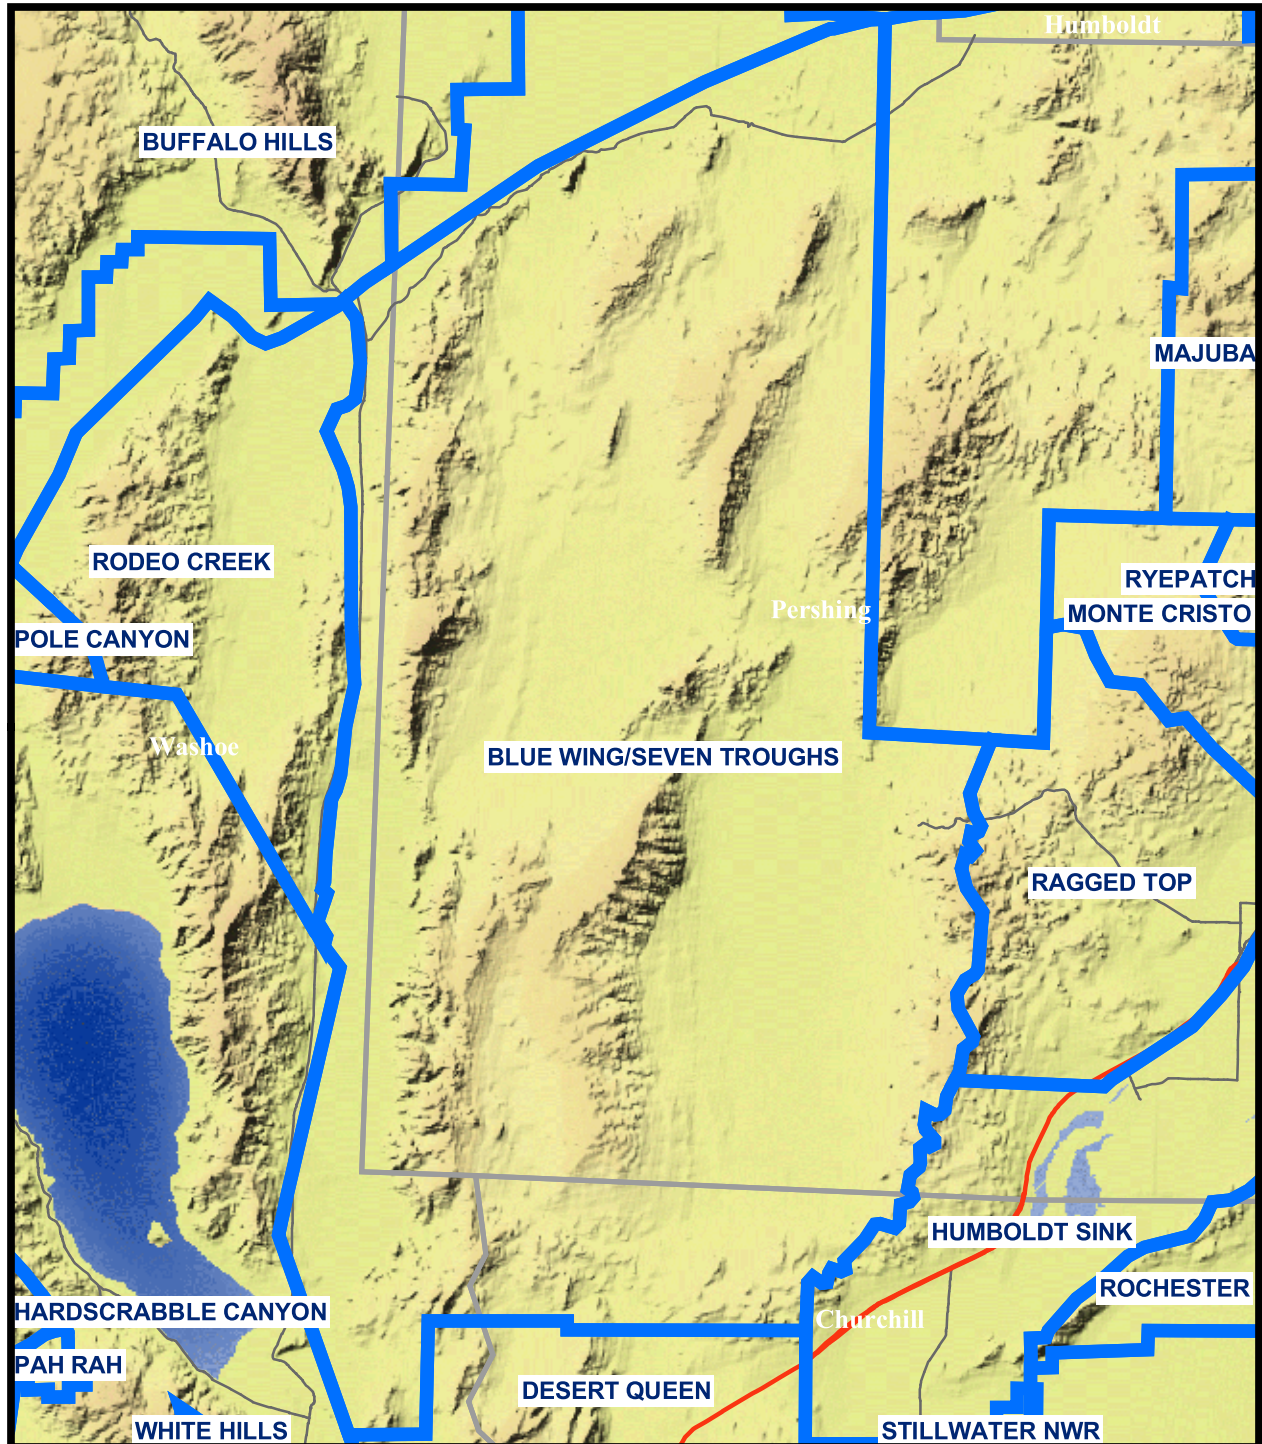 Humboldt
BUFFALO HILLS
MAJUBA
RODEO CREEK
RYEPATCH
Pershing
MONTE CRISTO
POLE CANYON
Washoe
BLUE WING/SEVEN TROUGHS
RAGGED TOP
HUMBOLDT SINK
ROCHESTER
HARDSCRABBLE CANYON
Churchill
PAH RAH
DESERT QUEEN
WHITE HILLS
STILLWATER NWR